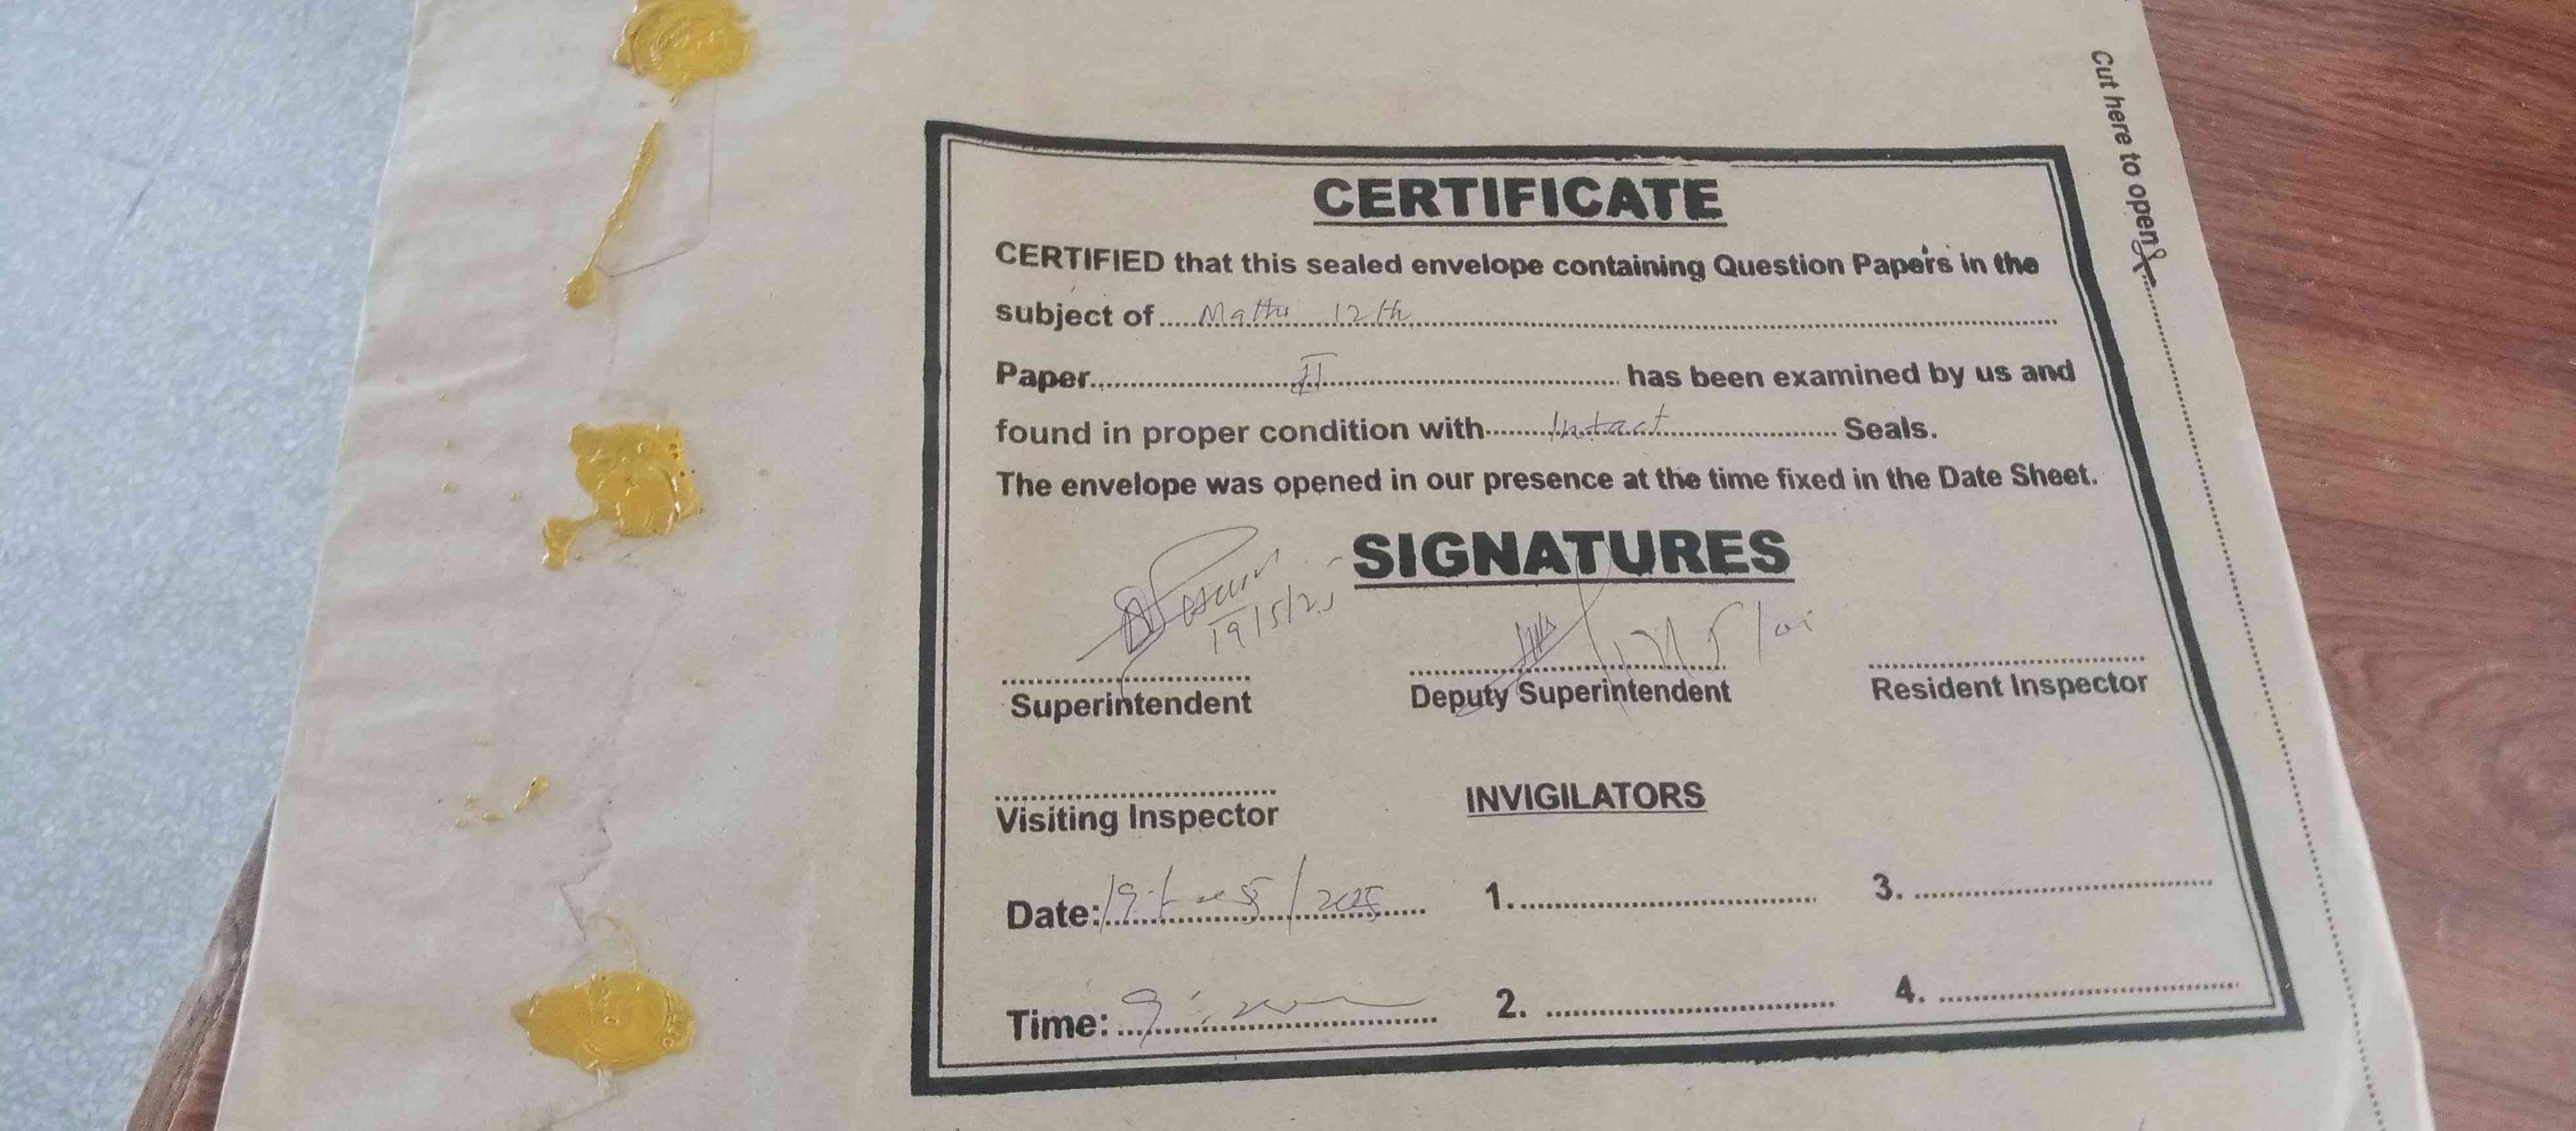 Cut here to open
CERTIFICATE
CERTIFIED that this sealed envelope containing Question Papers in the
subject of Maths 12th
Paper II has been examined by us and
found in proper condition with Intact Seals.
The envelope was opened in our presence at the time fixed in the Date Sheet.
SIGNATURES
19/5/25
Superintendent Deputy Superintendent Resident Inspector
Visiting Inspector INVIGILATORS
Date: 19 / 5 / 2025 1. 3.
Time: 2. 4.